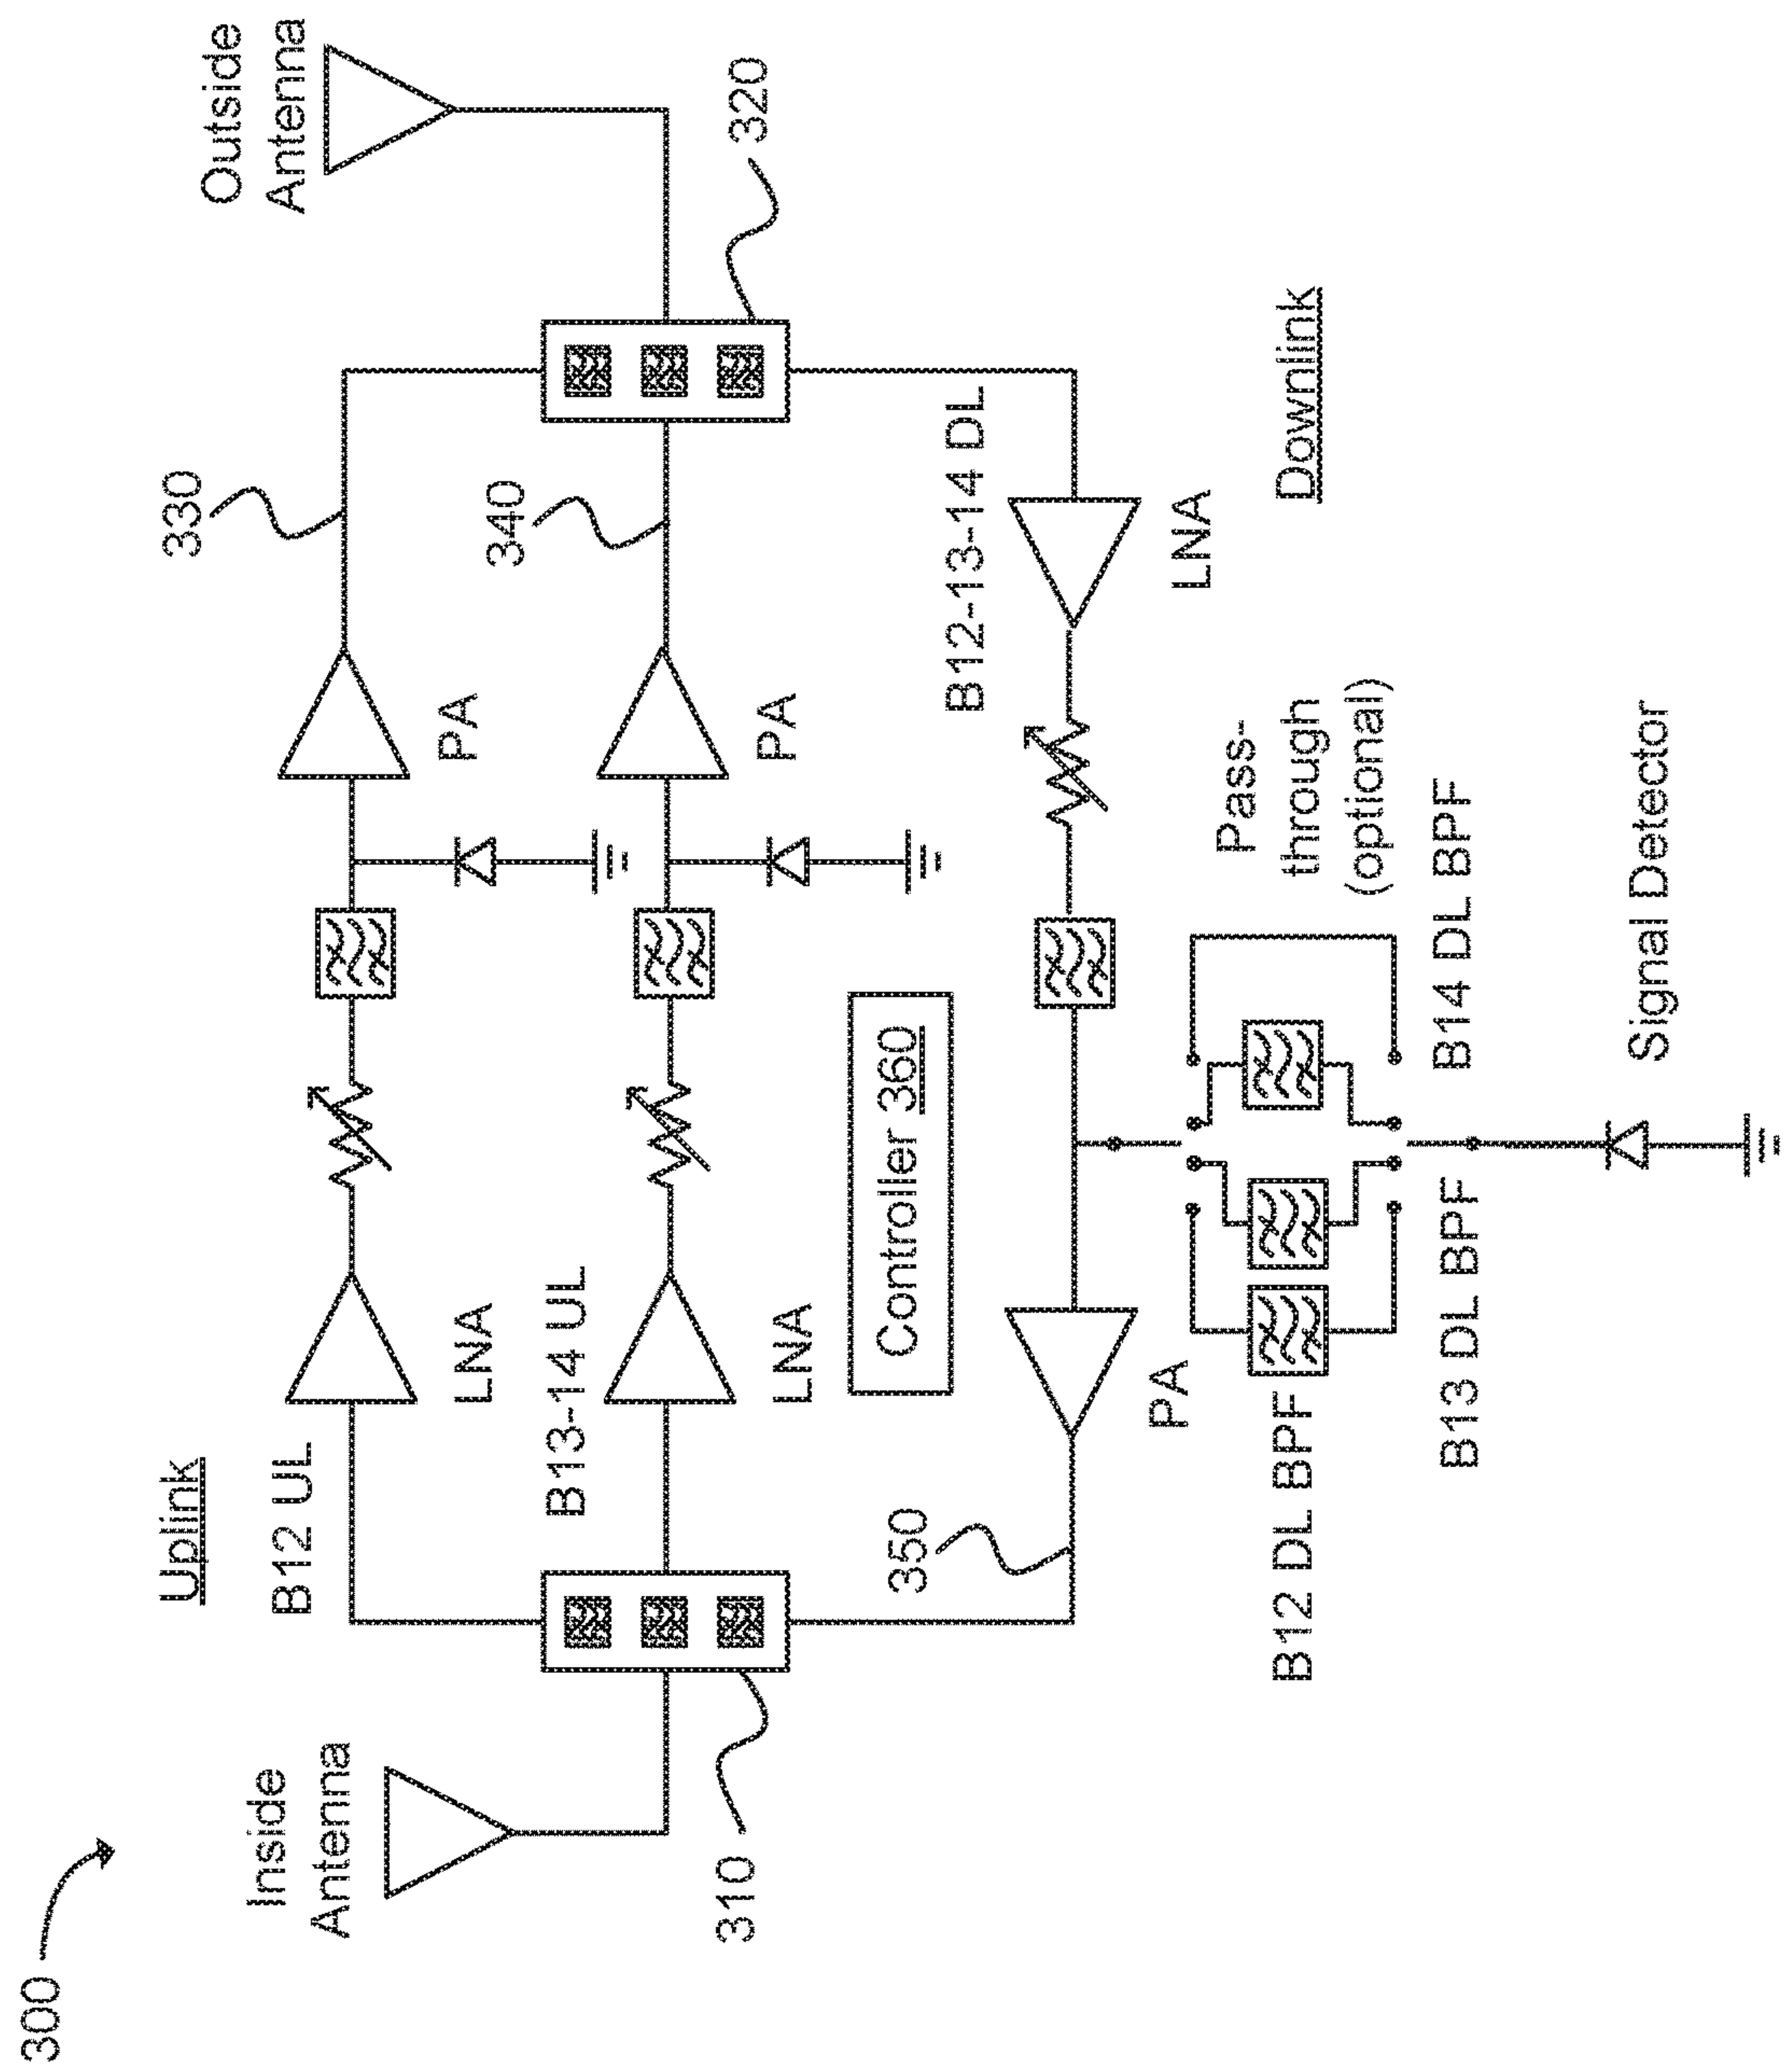 300
Uplink
Inside
Antenna
Outside
Antenna
B12 UL
LNA
PA
330
B13-14 UL
LNA
PA
340
310
320
Controller 360
350
B12-13-14 DL
PA
LNA
Downlink
Pass-
through
(optional)
B12 DL BPF
B14 DL BPF
B13 DL BPF
Signal Detector